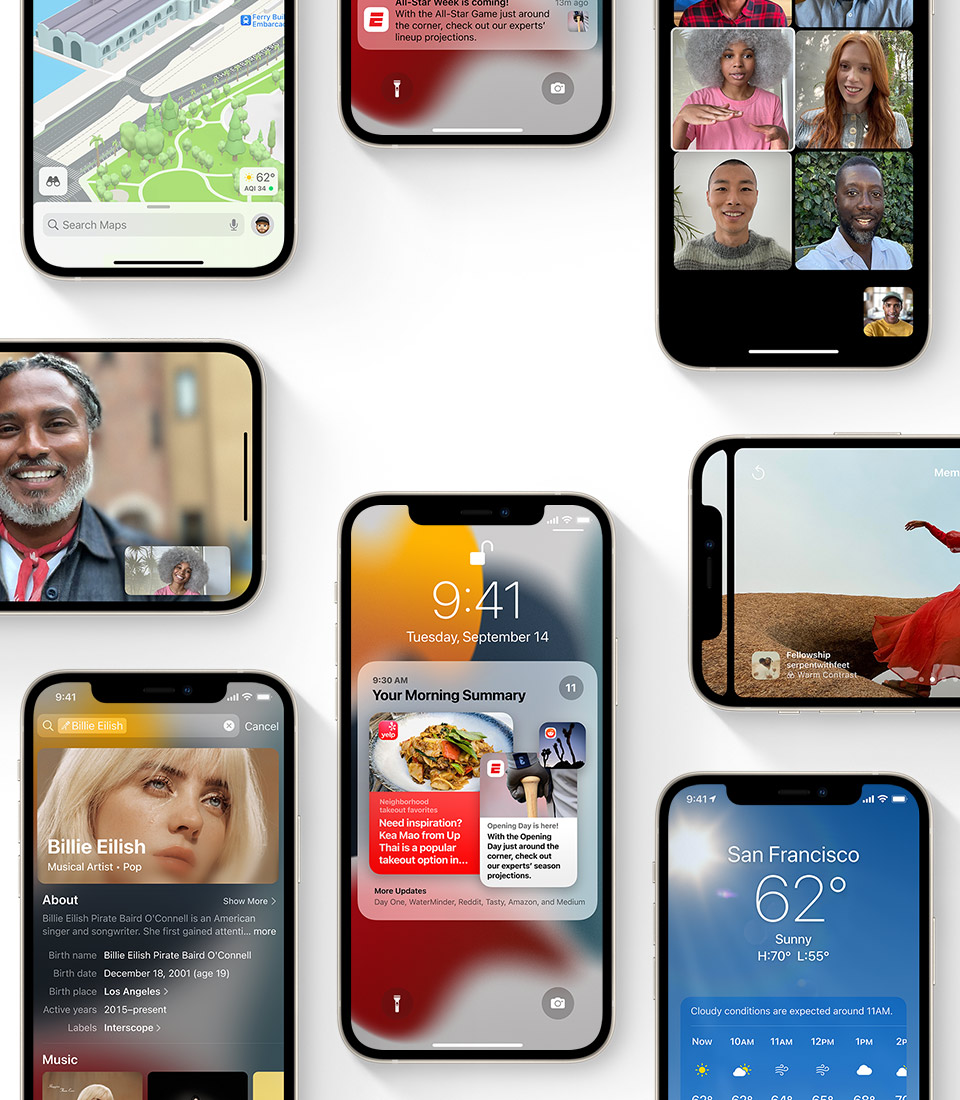 Ferry Bui
Embarcad
62°
AQI 34
Search Maps
All-Star Week is coming!
13m ago
With the All-Star Game just around
the corner, check out our experts'
lineup projections.
9:41
Tuesday, September 14
9:30 AM
Your Morning Summary
11
yelp
Neighborhood
takeout favorites
Need inspiration?
Kea Mao from Up
Thai is a popular
takeout option in...
E
Opening Day is here!
With the Opening
Day just around the
corner, check out
our experts' season
projections.
More Updates
Day One, WaterMinder, Reddit, Tasty, Amazon, and Medium
Mem
Fellowship
serpentwithfeet
Warm Contrast
9:41
Billie Eilish
Cancel
Billie Eilish
Musical Artist • Pop
About
Show More >
Billie Eilish Pirate Baird O'Connell is an American
singer and songwriter. She first gained attenti... more
Birth name Billie Eilish Pirate Baird O'Connell
Birth date December 18, 2001 (age 19)
Birth place Los Angeles >
Active years 2015–present
Labels Interscope >
Music
9:41
San Francisco
62°
Sunny
H:70° L:55°
Cloudy conditions are expected around 11AM.
Now 10AM 11AM 12PM 1PM 2P
62° 62° 64° 65° 68° 70